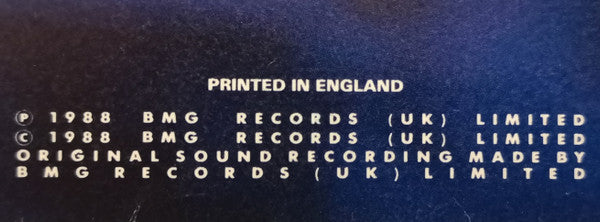 PRINTED IN ENGLAND
℗ 1988 BMG RECORDS (UK) LIMITED
© 1988 BMG RECORDS (UK) LIMITED
ORIGINAL SOUND RECORDING MADE BY
BMG RECORDS (UK) LIMITED